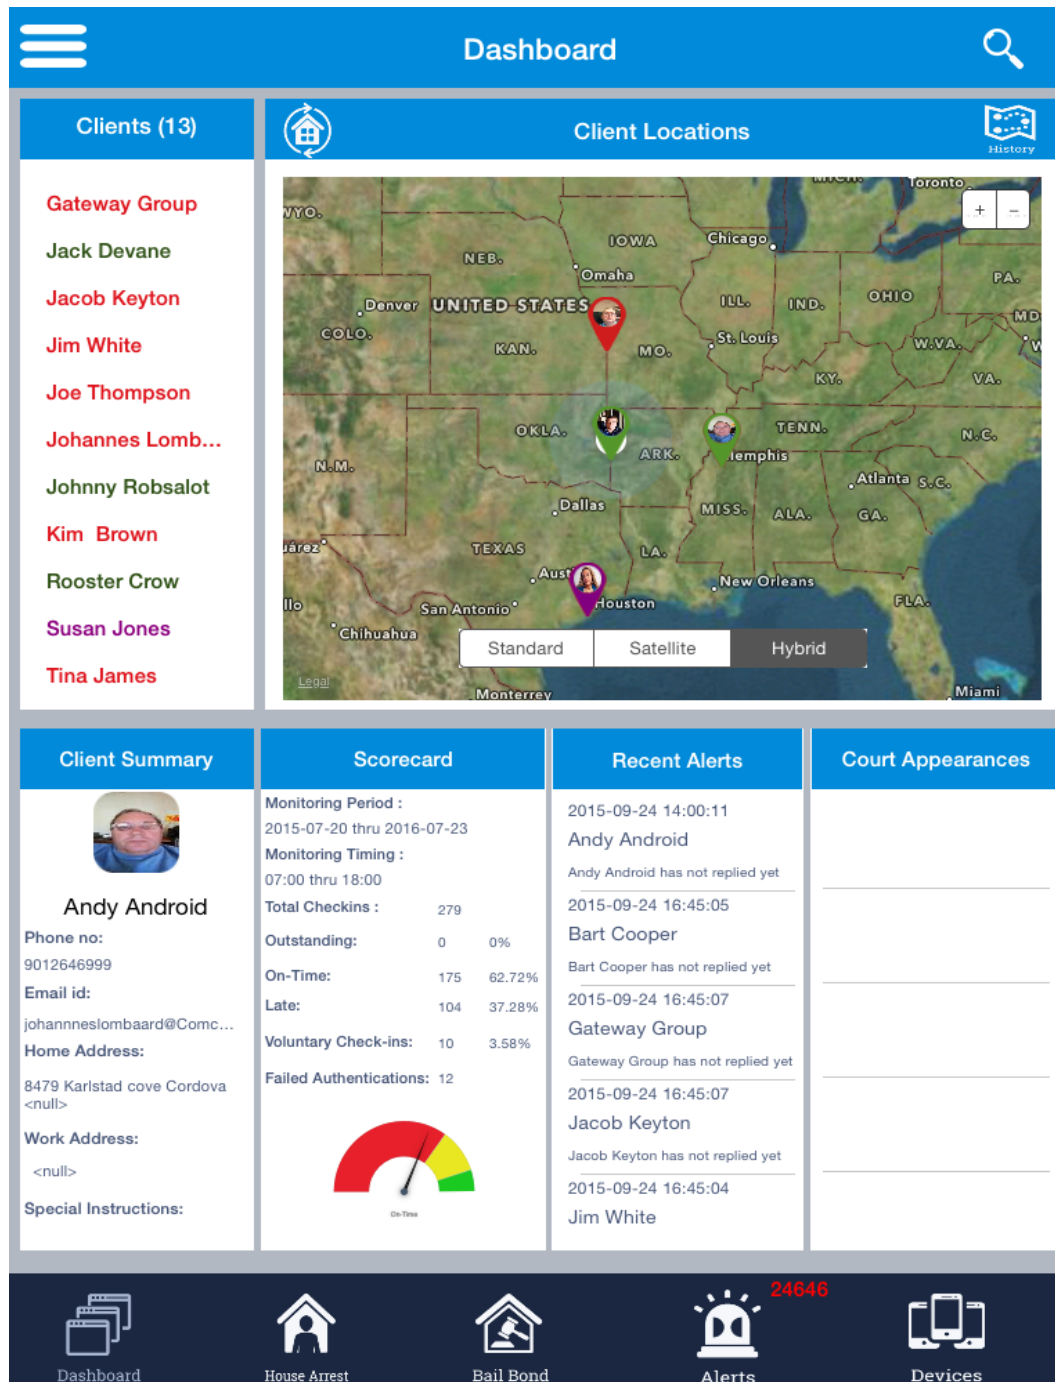 Dashboard
Clients (13)
Gateway Group
Jack Devane
Jacob Keyton
Jim White
Joe Thompson
Johannes Lomb...
Johnny Robsalot
Kim Brown
Rooster Crow
Susan Jones
Tina James
Client Locations
History
MICH.
Toronto
WYO.
+ −
IOWA
Chicago
NEB.
Omaha
PA.
Denver
UNITED STATES
ILL.
IND.
OHIO
MD
COLO.
KAN.
MO.
St. Louis
W.VA.
KY.
VA.
OKLA.
ARK.
TENN.
N.C.
N.M.
Memphis
Atlanta
S.C.
Dallas
MISS.
ALA.
GA.
uárez
TEXAS
LA.
Aust
New Orleans
llo
San Antonio
Houston
FLA.
Chihuahua
Standard
Satellite
Hybrid
Legal
Monterrey
Miami
Client Summary
Andy Android
Phone no:
9012646999
Email id:
johannneslombaard@Comc...
Home Address:
8479 Karlstad cove Cordova
<null>
Work Address:
<null>
Special Instructions:
Scorecard
Monitoring Period :
2015-07-20 thru 2016-07-23
Monitoring Timing :
07:00 thru 18:00
Total Checkins : 279
Outstanding: 0 0%
On-Time: 175 62.72%
Late: 104 37.28%
Voluntary Check-ins: 10 3.58%
Failed Authentications: 12
On-Time
Recent Alerts
2015-09-24 14:00:11
Andy Android
Andy Android has not replied yet
2015-09-24 16:45:05
Bart Cooper
Bart Cooper has not replied yet
2015-09-24 16:45:07
Gateway Group
Gateway Group has not replied yet
2015-09-24 16:45:07
Jacob Keyton
Jacob Keyton has not replied yet
2015-09-24 16:45:04
Jim White
Court Appearances
24646
Dashboard
House Arrest
Bail Bond
Alerts
Devices